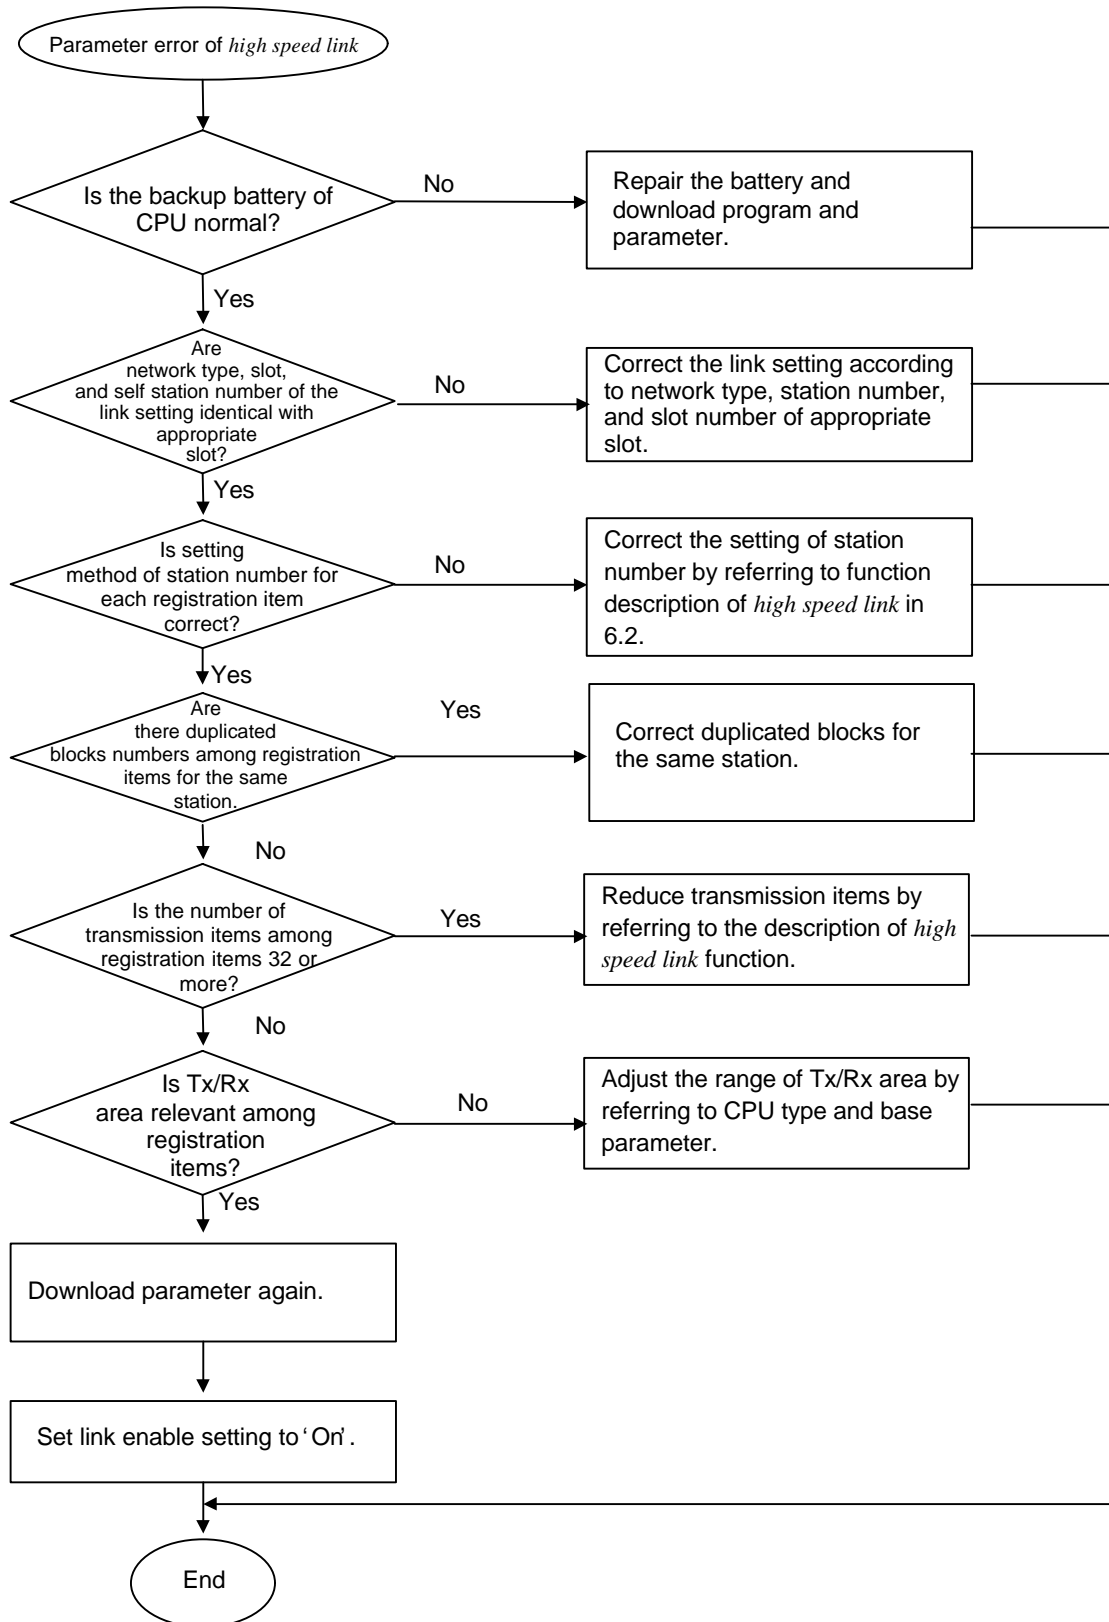 Parameter error of high speed link
Is the backup battery of
CPU normal?
No
Repair the battery and
download program and
parameter.
Yes
Are
network type, slot,
and self station number of the
link setting identical with
appropriate
slot?
No
Correct the link setting according
to network type, station number,
and slot number of appropriate
slot.
Yes
Is setting
method of station number for
each registration item
correct?
No
Correct the setting of station
number by referring to function
description of high speed link in
6.2.
Yes
Are
there duplicated
blocks numbers among registration
items for the same
station.
Yes
Correct duplicated blocks for
the same station.
No
Is the number of
transmission items among
registration items 32 or
more?
Yes
Reduce transmission items by
referring to the description of high
speed link function.
No
Is Tx/Rx
area relevant among
registration
items?
No
Adjust the range of Tx/Rx area by
referring to CPU type and base
parameter.
Yes
Download parameter again.
Set link enable setting to ‘On’.
End